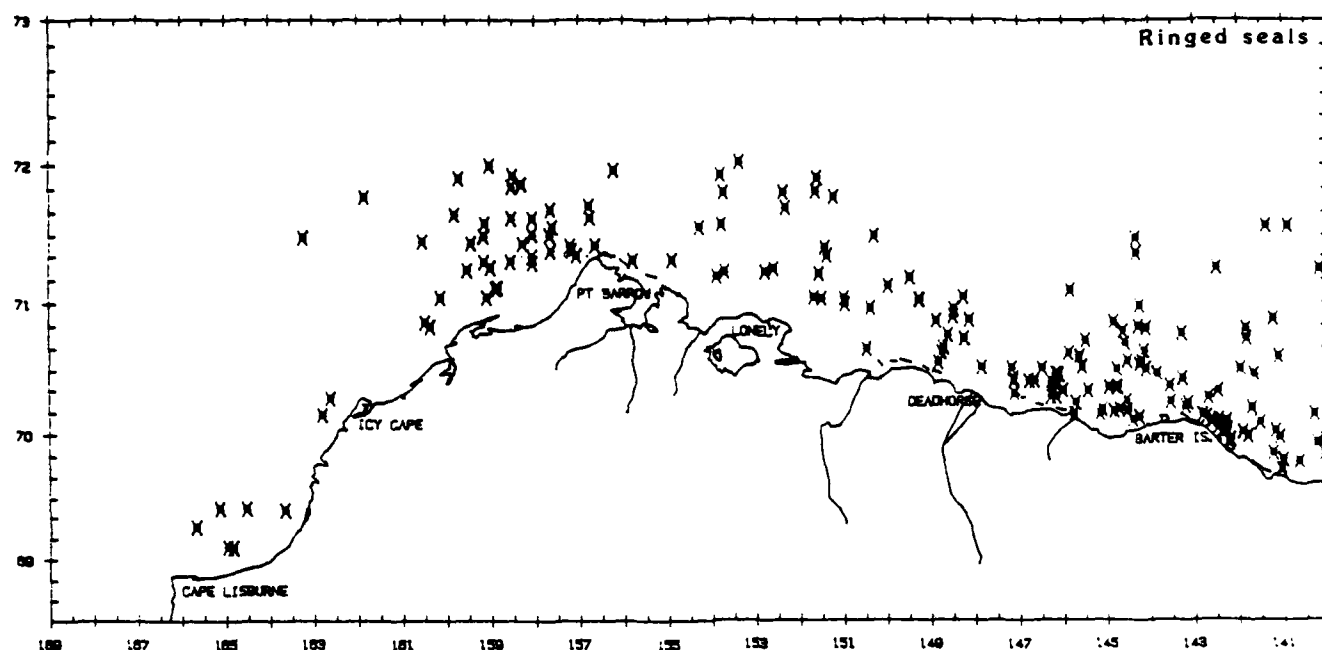 73
Ringed seals
72
71
70
69
PT BARROW
LONELY
DEADHORSE
BARTER IS.
ICY CAPE
CAPE LISBURNE
169 167 165 163 161 159 157 155 153 151 149 147 145 143 141